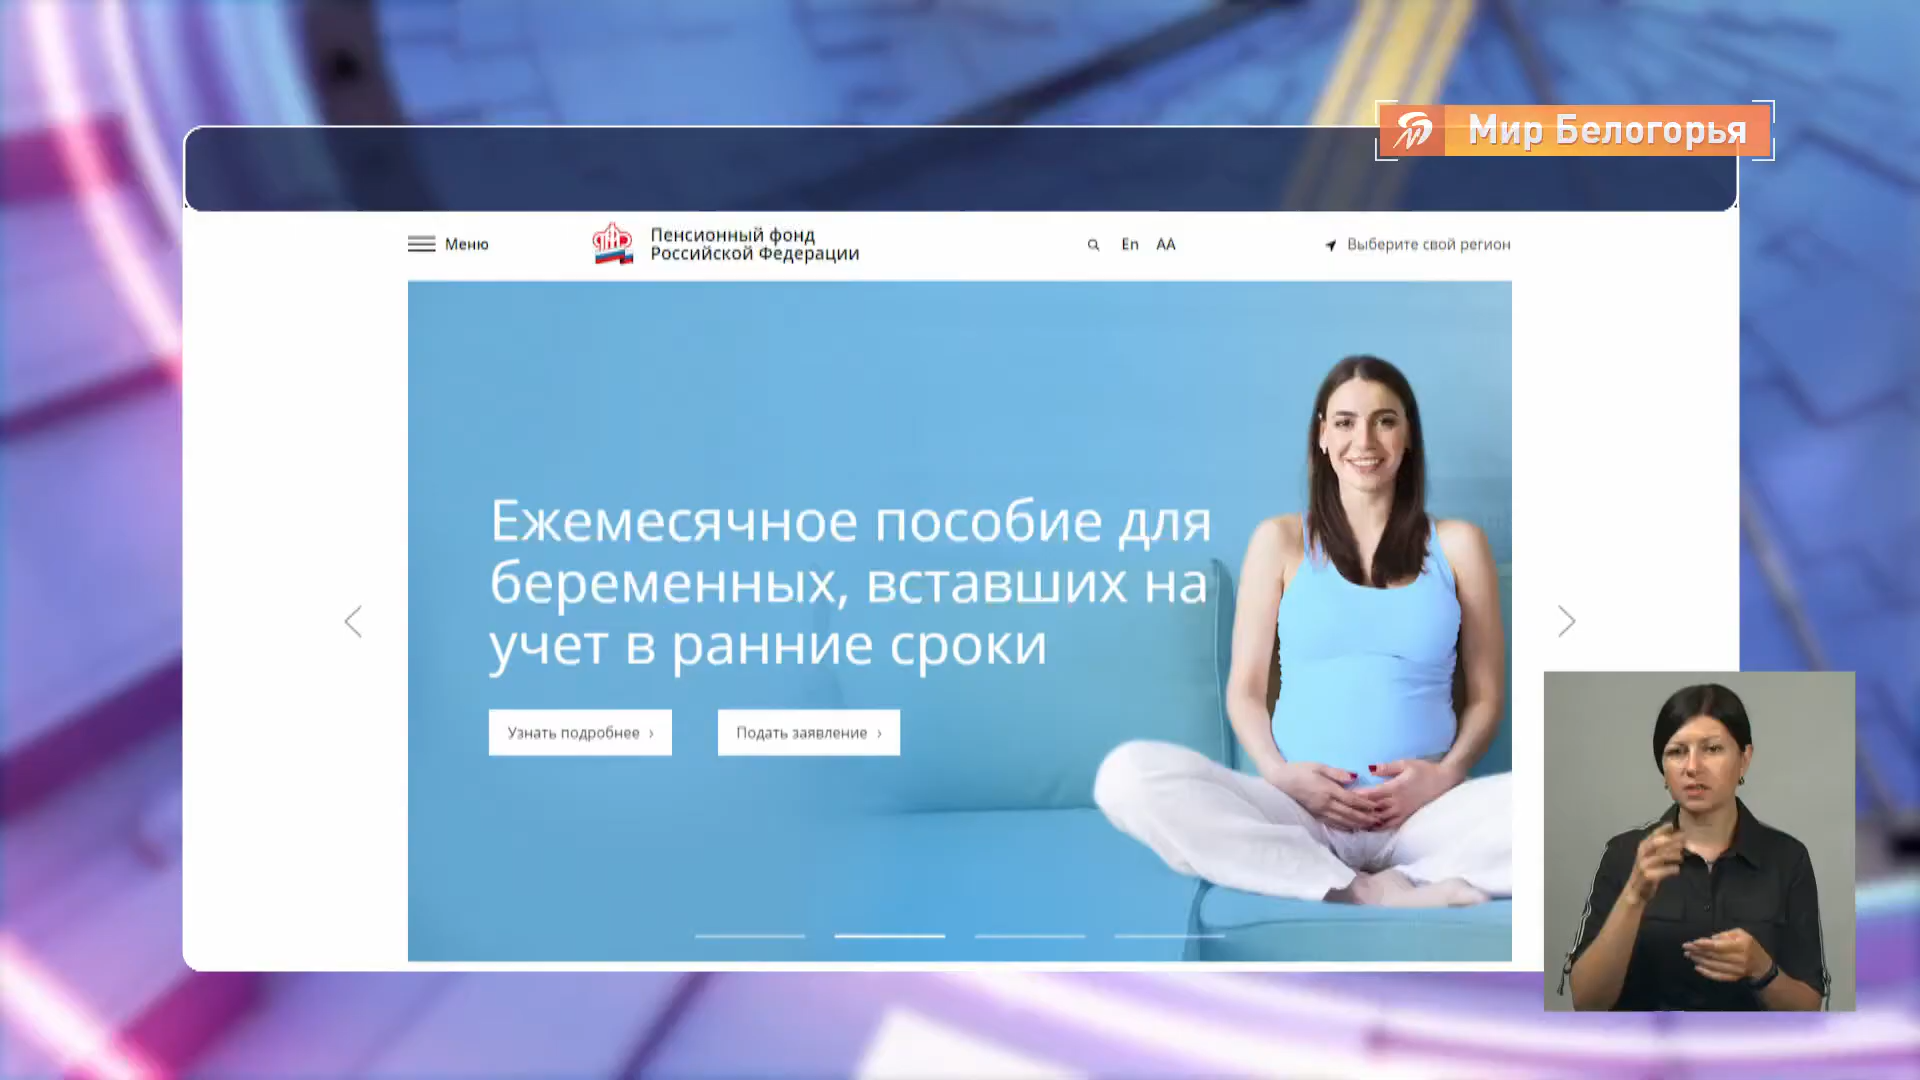 Мир Белогорья
Меню
Пенсионный фонд
Российской Федерации
En AA
Выберите свой регион
Ежемесячное пособие для
беременных, вставших на
учет в ранние сроки
Узнать подробнее ›
Подать заявление ›